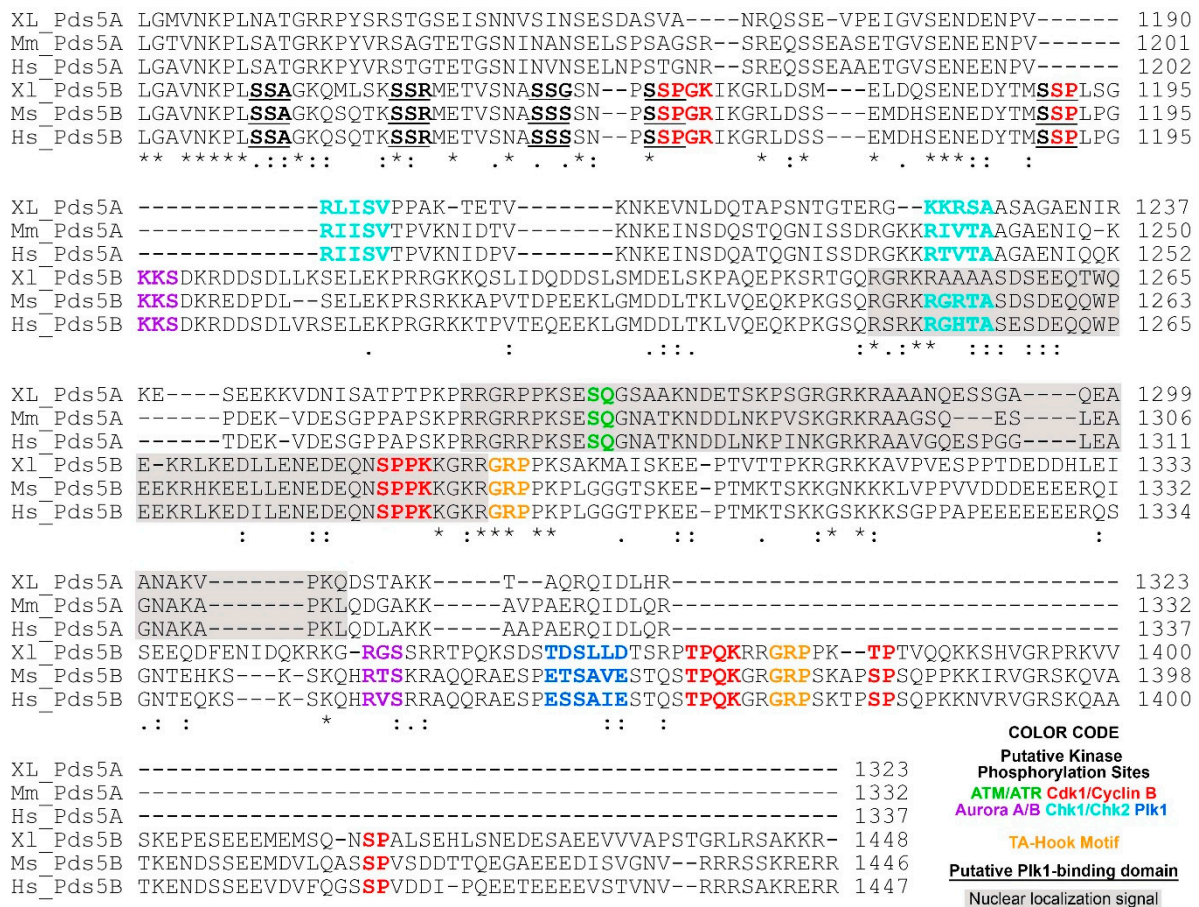 XL_Pds5A LGMVNKPLNATGRRPYSRSTGSEISNNVSINSESDASVA----NRQSSE-VPEIGVSENDENPV------ 1190
Mm_Pds5A LGTVNKPLSATGRKPYVRSAGTETGSNINANSELSPSAGSR--SREQSSEASETGVSENEENPV------ 1201
Hs_Pds5A LGAVNKPLSATGRKPYVRSTGTETGSNINVNSELNPSTGNR--SREQSSEAAETGVSENEENPV------ 1202
Xl_Pds5B LGAVNKPLSSAGKQMLSKSSRMETVSNASSGSN--PSSPGKIKGRLDSM---ELDQSENEDYTMSSPLSG 1195
Ms_Pds5B LGAVNKPLSSAGKQSQTKSSRMETVSNASSSSN--PSSPGRIKGRLDSS---EMDHSENEDYTMSSPLPG 1195
Hs_Pds5B LGAVNKPLSSAGKQSQTKSSRMETVSNASSSSN--PSSPGRIKGRLDSS---EMDHSENEDYTMSSPLPG 1195
** *****.:*:: ::* * .* .*: * *: : * .***:: :
XL_Pds5A -------------RLISVPPAK-TETV-----KNKEVNLDQTAPSNTGTERG--KKRSAASAGAENIR 1237
Mm_Pds5A -------------RIISVTPVKNIDTV-----KNKEINSDQSTQGNISSDRGKKRIVTAAGAENIQ-K 1250
Hs_Pds5A -------------RIISVTPVKNIDPV-----KNKEINSDQATQGNISSDRGKKRTVTAAGAENIQQK 1252
Xl_Pds5B KKSDKRDDSDLLKSELEKPRRGKKQSLIDQDDSLSMDELSKPAQEPKSRTGQRGRKRAAAASDSEEQTWQ 1265
Ms_Pds5B KKSDKREDPDL--SELEKPRSRKKAPVTDPEEKLGMDDLTKLVQEQKPKGSQRGRKRGRTASDSDEQQWP 1263
Hs_Pds5B KKSDKRDDSDLVRSELEKPRGRKKTPVTEQEEKLGMDDLTKLVQEQKPKGSQRSRKRGHTASESDEQQWP 1265
. : .::. :*.:** ::: :::
XL_Pds5A KE----SEEKKVDNISATPTPKPRRGRPPKSESQGSAAKNDETSKPSGRGRKRAAANQESSGA---QEA 1299
Mm_Pds5A -----PDEK-VDESGPPAPSKPRRGRPPKSESQGNATKNDDLNKPVSKGRKRAAGSQ---ES---LEA 1306
Hs_Pds5A -----TDEK-VDESGPPAPSKPRRGRPPKSESQGNATKNDDLNKPINKGRKRAAVGQESPGG---LEA 1311
Xl_Pds5B E-KRLKEDLLENEDEQNSPPKKGRRGRPPKSAKMAISKEE-PTVTTPKRGRKKAVPVESPPTDEDDHLEI 1333
Ms_Pds5B EEKRHKEELLENEDEQNSPPKKGKRGRPPKPLGGGTSKEE-PTMKTSKKGNKKKLVPPVVDDDEEEERQI 1332
Hs_Pds5B EEKRLKEDILENEDEQNSPPKKGKRGRPPKPLGGGTPKEE-PTMKTSKKGSKKKSGPPAPEEEEEEERQS 1334
: :: * :*** ** . :: . :* *: :
XL_Pds5A ANAKV-------PKQDSTAKK-----T--AQRQIDLHR------------------------------ 1323
Mm_Pds5A GNAKA-------PKLQDGAKK-----AVPAERQIDLQR------------------------------ 1332
Hs_Pds5A GNAKA-------PKLQDLAKK-----AAPAERQIDLQR------------------------------ 1337
Xl_Pds5B SEEQDFENIDQKRKG-RGSSRRTPQKSDSTDSLLDTSRPTPQKRRGRPPK--TPTVQQKKSHVGRPRKVV 1400
Ms_Pds5B GNTEHKS---K-SKQHRTSKRAQQRAESPETSAVESTQSTPQKGRGRPSKAPSPSQPKKIRVGRSKQVA 1398
Hs_Pds5B GNTEQKS---K-SKQHRVSRRAQQRAESPESSAIESTQSTPQKGRGRPSKTPSPSQPKKNVRVGRSKQAA 1400
.: : * :.: : : :
XL_Pds5A -------------------------------------------------- 1323
Mm_Pds5A -------------------------------------------------- 1332
Hs_Pds5A -------------------------------------------------- 1337
Xl_Pds5B SKEPESEEEMEMSQ-NSPALSEHLSNEDESAEEVVVAPSTGRLRSAKKR- 1448
Ms_Pds5B TKENDSSEEMDVLQASSPVSDDTTQEGAEEEDISVGNV--RRRSSKRERR 1446
Hs_Pds5B TKENDSSEEVDVFQGSSPVDDI-PQEETEEEEVSTVNV--RRRSAKRERR 1447
COLOR CODE
Putative Kinase
Phosphorylation Sites
ATM/ATR Cdk1/Cyclin B
Aurora A/B Chk1/Chk2 Plk1
TA-Hook Motif
Putative Plk1-binding domain
Nuclear localization signal